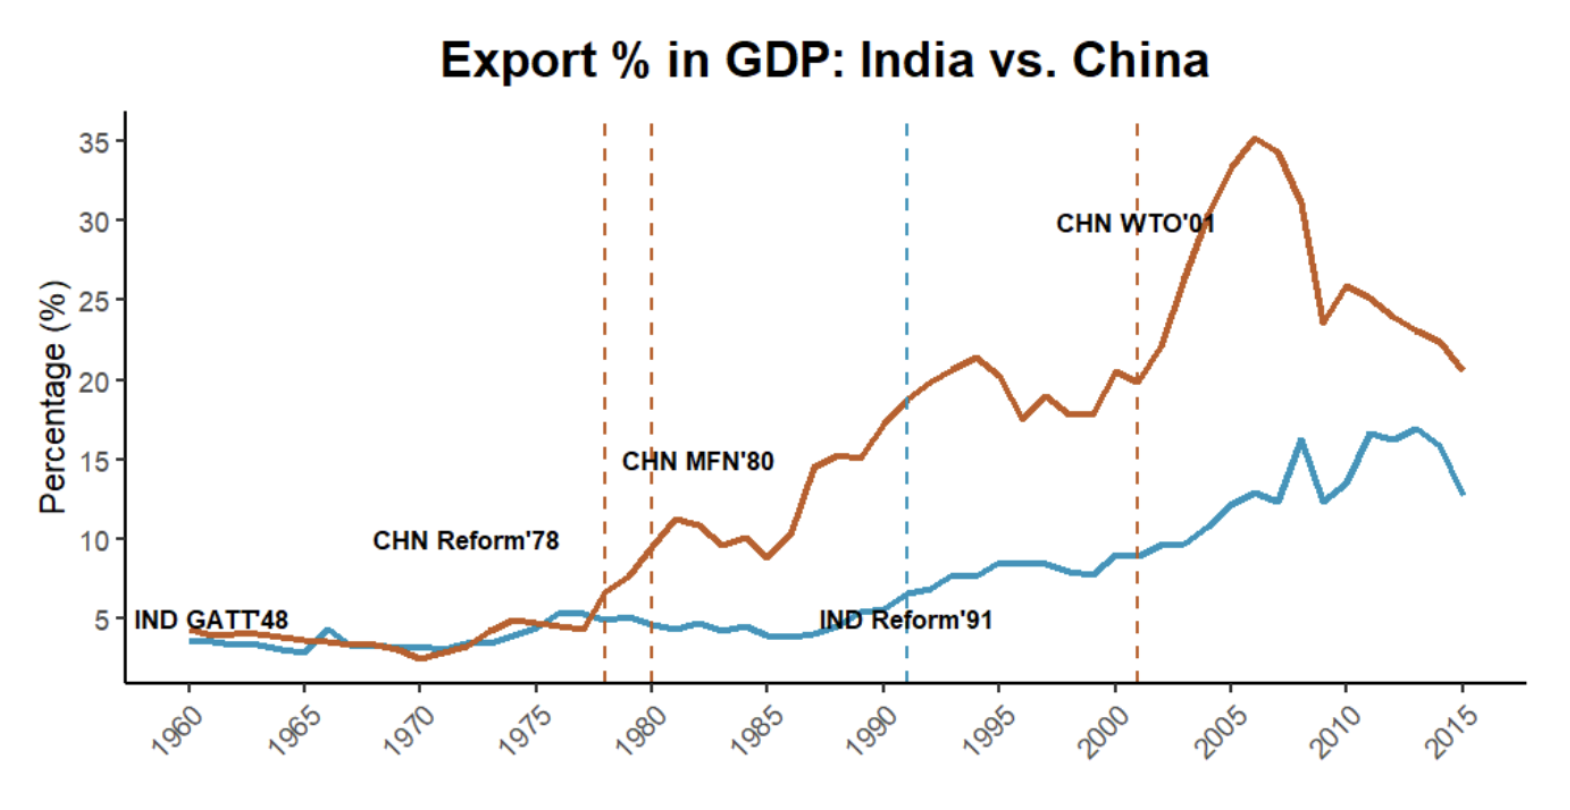 Export % in GDP: India vs. China
Percentage (%)
35
30
25
20
15
10
5
CHN WTO'01
CHN MFN'80
CHN Reform'78
IND GATT'48
IND Reform'91
1960
1965
1970
1975
1980
1985
1990
1995
2000
2005
2010
2015